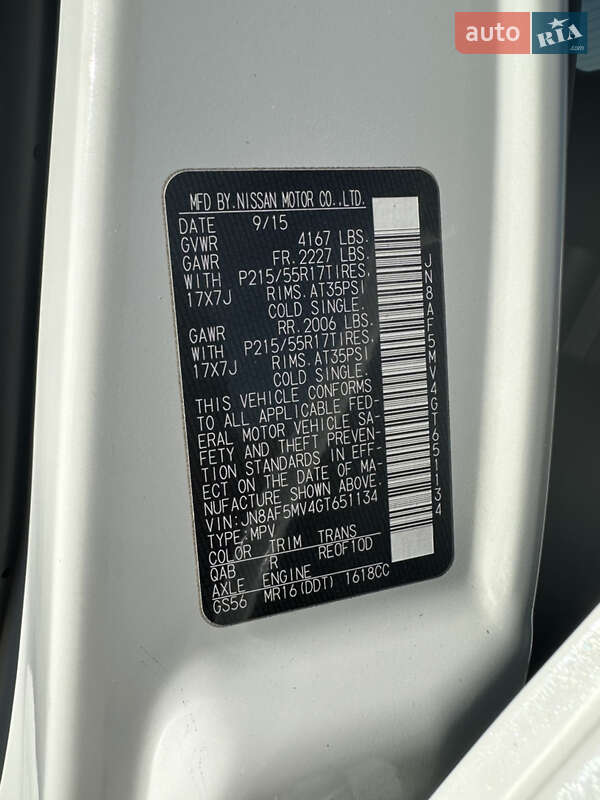 auto RIA .com
MFD BY.NISSAN MOTOR CO.,LTD.
DATE 9/15
GVWR 4167 LBS.
GAWR FR. 2227 LBS.
WITH P215/55R17TIRES,
17X7J RIMS. AT35PSI
COLD SINGLE.
GAWR RR. 2006 LBS.
WITH P215/55R17TIRES,
17X7J RIMS. AT35PSI
COLD SINGLE.
THIS VEHICLE CONFORMS
TO ALL APPLICABLE FED-
ERAL MOTOR VEHICLE SA-
FETY AND THEFT PREVEN-
TION STANDARDS IN EFF-
ECT ON THE DATE OF MA-
NUFACTURE SHOWN ABOVE.
VIN:JN8AF5MV4GT651134
TYPE:MPV
COLOR TRIM TRANS
QAB R RE0F10D
AXLE ENGINE
GS56 MR16(DDT) 1618CC
JN8AF5MV4GT651134